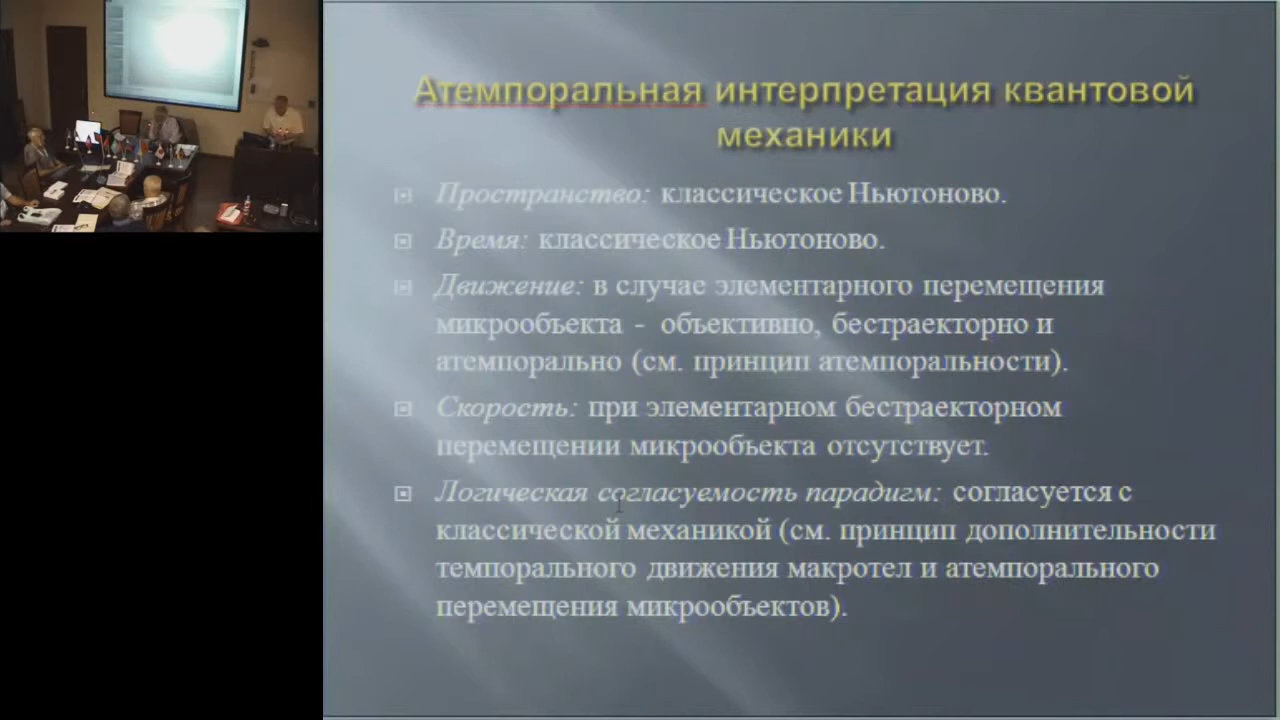 Атемпоральная интерпретация квантовой
механики
Пространство: классическое Ньютоново.
Время: классическое Ньютоново.
Движение: в случае элементарного перемещения
микрообъекта - объективно, бестраекторно и
атемпорально (см. принцип атемпоральности).
Скорость: при элементарном бестраекторном
перемещении микрообъекта отсутствует.
Логическая согласуемость парадигм: согласуется с
классической механикой (см. принцип дополнительности
темпорального движения макротел и атемпорального
перемещения микрообъектов).